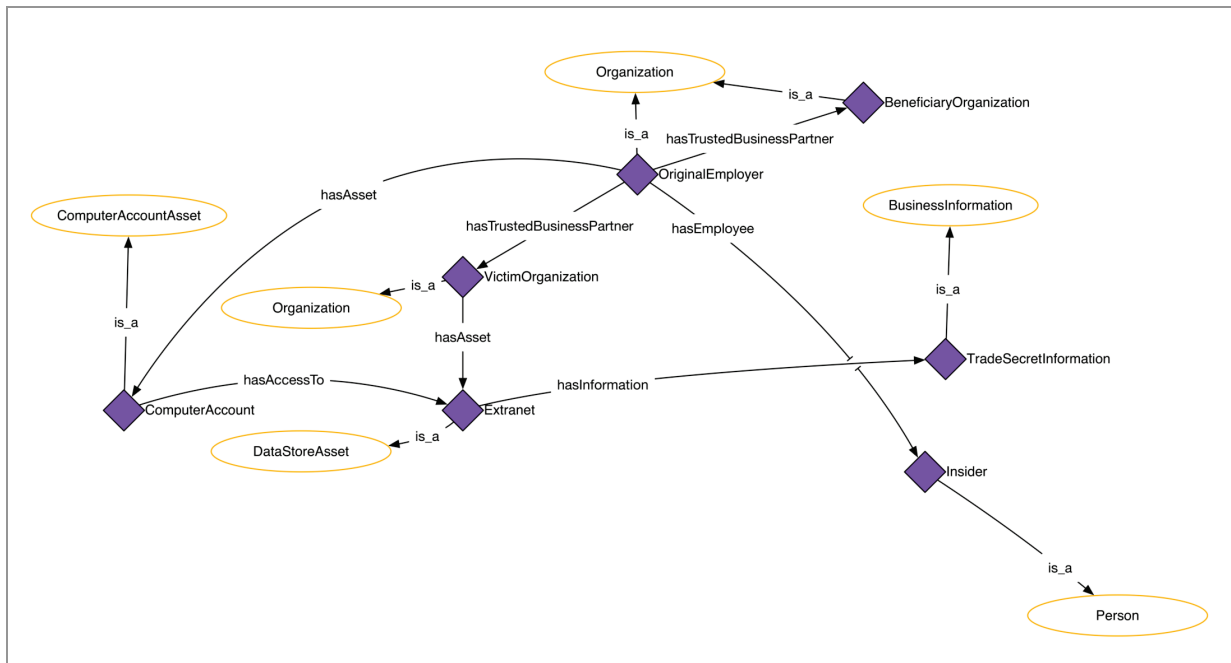 Organization
is_a
BeneficiaryOrganization
is_a
hasTrustedBusinessPartner
OriginalEmployer
hasAsset
ComputerAccountAsset
BusinessInformation
hasTrustedBusinessPartner
hasEmployee
VictimOrganization
is_a
is_a
Organization
is_a
hasAsset
TradeSecretInformation
hasAccessTo
hasInformation
ComputerAccount
Extranet
is_a
DataStoreAsset
Insider
is_a
Person